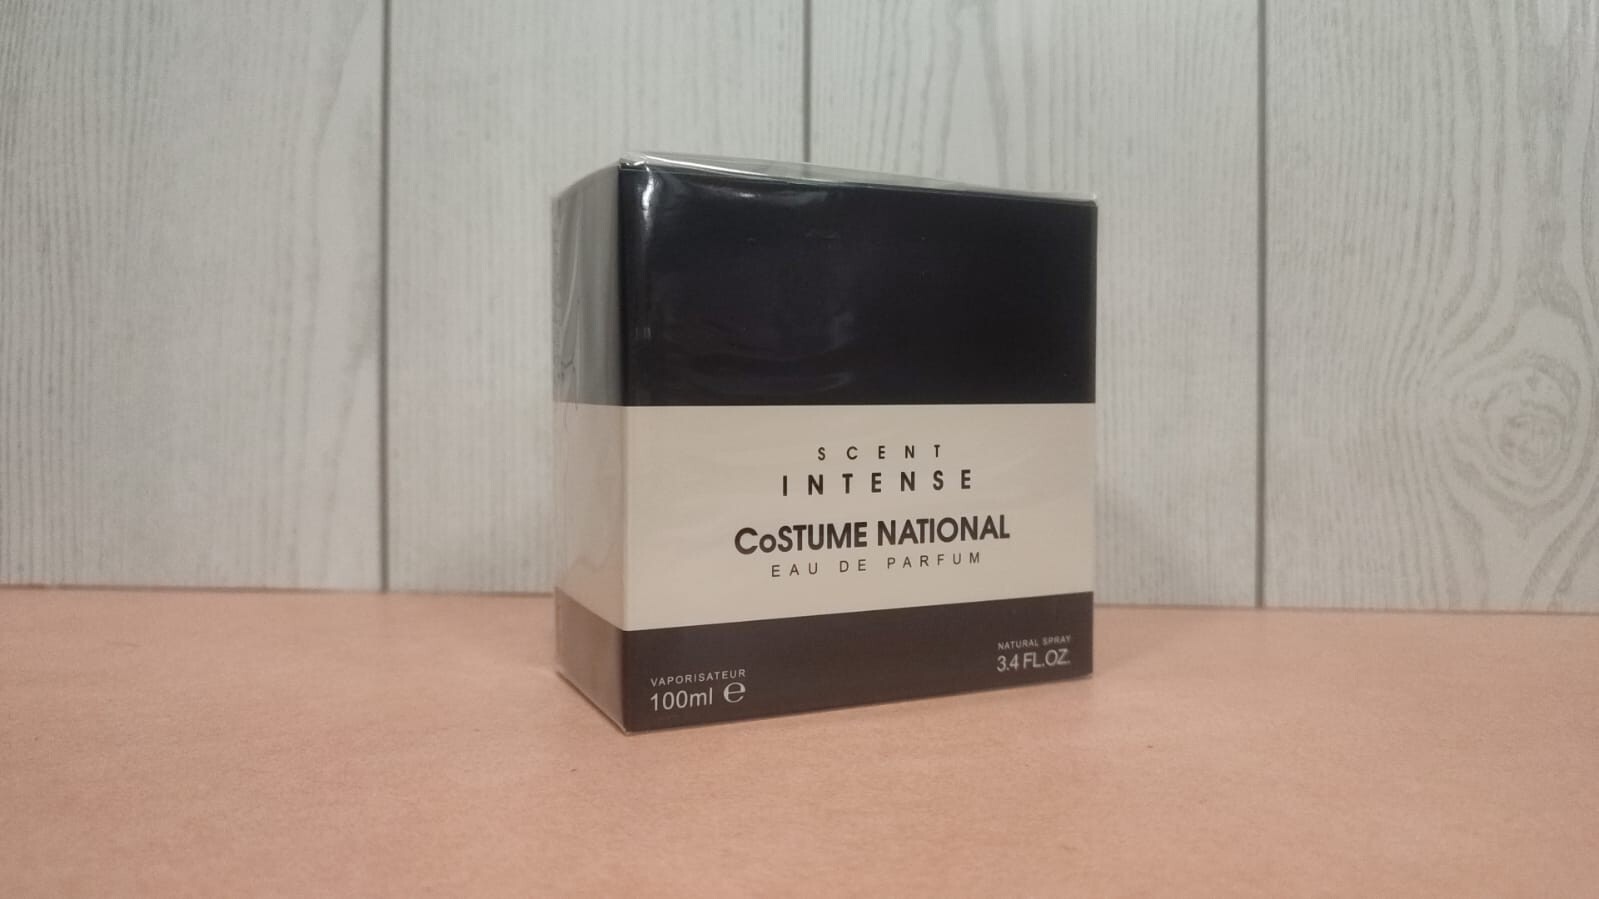 SCENT
INTENSE
CoSTUME NATIONAL
EAU DE PARFUM
VAPORISATEUR
100ml ℮
NATURAL SPRAY
3.4 FL.OZ.